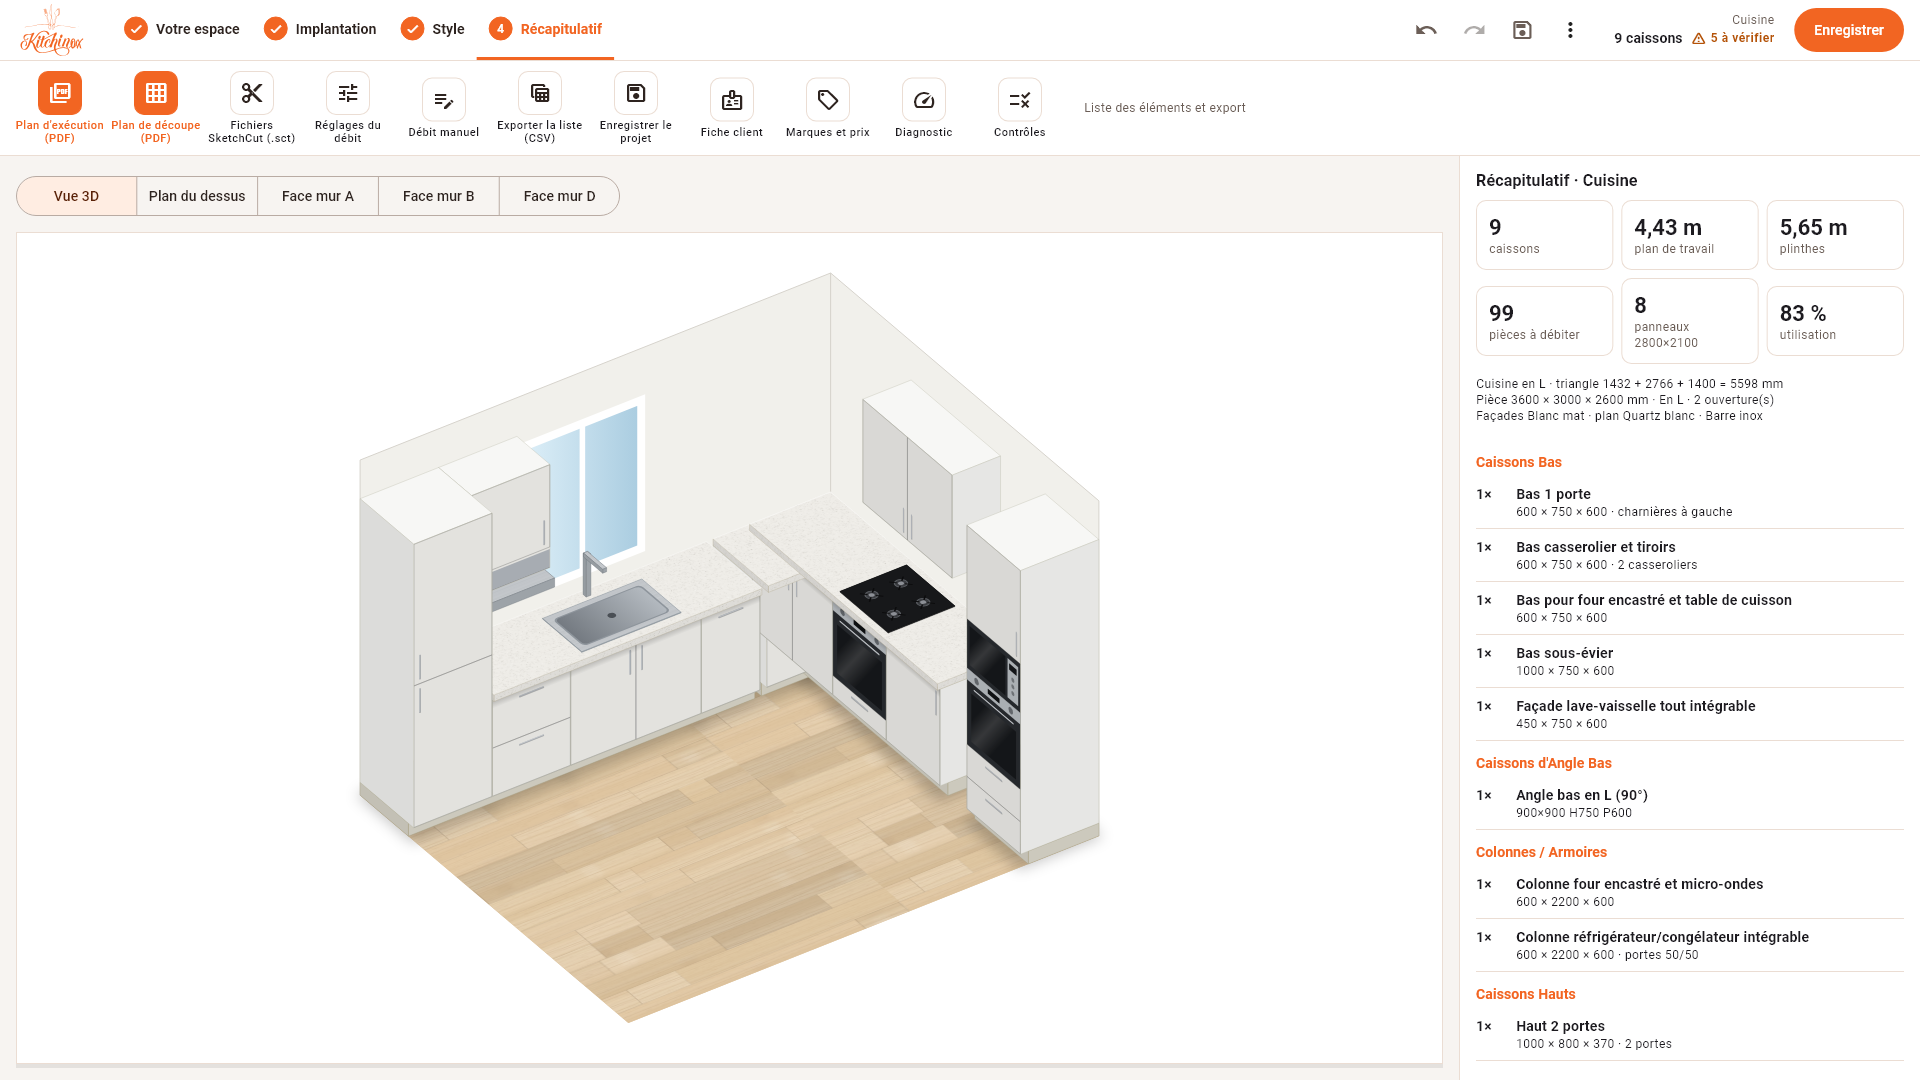 Kitchinox
Votre espace
Implantation
Style
4 Récapitulatif
Cuisine
9 caissons 5 à vérifier
Enregistrer
Plan d'exécution
(PDF)
Plan de découpe
(PDF)
Fichiers
SketchCut (.sct)
Réglages du
débit
Débit manuel
Exporter la liste
(CSV)
Enregistrer le
projet
Fiche client
Marques et prix
Diagnostic
Contrôles
Liste des éléments et export
Vue 3D
Plan du dessus
Face mur A
Face mur B
Face mur D
Récapitulatif · Cuisine
9
caissons
4,43 m
plan de travail
5,65 m
plinthes
99
pièces à débiter
8
panneaux
2800×2100
83 %
utilisation
Cuisine en L · triangle 1432 + 2766 + 1400 = 5598 mm
Pièce 3600 × 3000 × 2600 mm · En L · 2 ouverture(s)
Façades Blanc mat · plan Quartz blanc · Barre inox
Caissons Bas
1× Bas 1 porte
600 × 750 × 600 · charnières à gauche
1× Bas casserolier et tiroirs
600 × 750 × 600 · 2 casseroliers
1× Bas pour four encastré et table de cuisson
600 × 750 × 600
1× Bas sous-évier
1000 × 750 × 600
1× Façade lave-vaisselle tout intégrable
450 × 750 × 600
Caissons d'Angle Bas
1× Angle bas en L (90°)
900×900 H750 P600
Colonnes / Armoires
1× Colonne four encastré et micro-ondes
600 × 2200 × 600
1× Colonne réfrigérateur/congélateur intégrable
600 × 2200 × 600 · portes 50/50
Caissons Hauts
1× Haut 2 portes
1000 × 800 × 370 · 2 portes